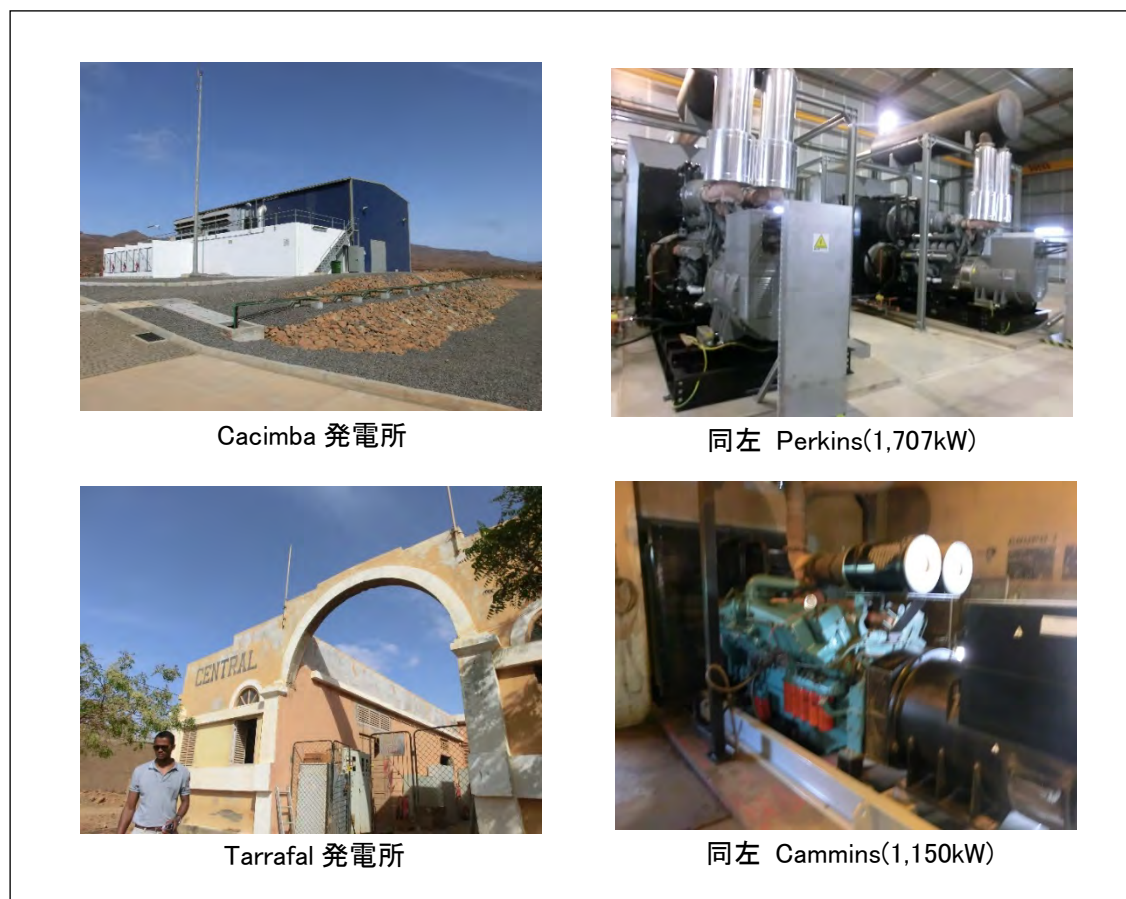 Cacimba 発電所
同左 Perkins(1,707kW)
CENTRAL
GRUPO
Tarrafal 発電所
同左 Cammins(1,150kW)